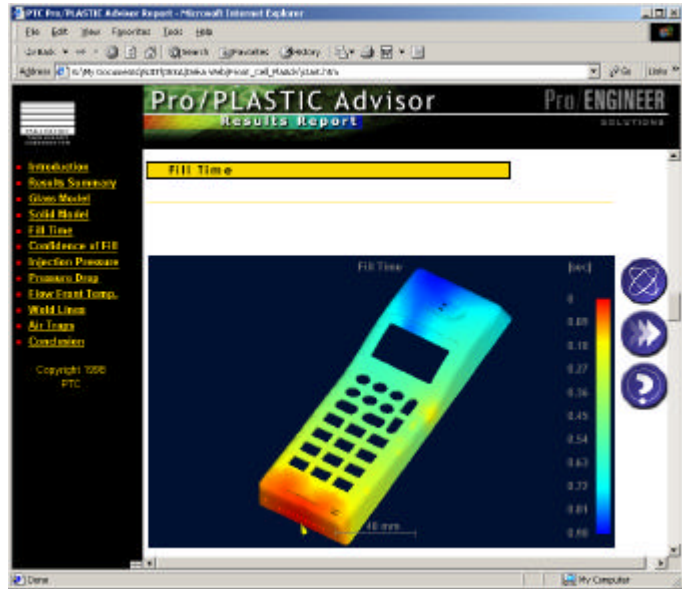 PTC Pro/PLASTIC Advisor Report - Microsoft Internet Explorer
File Edit View Favorites Tools Help
Back Search Favorites History
Address Go Links
Pro/PLASTIC Advisor
Results Report
Pro/ENGINEER
SOLUTIONS
Introduction
Results Summary
Glass Model
Solid Model
Fill Time
Confidence of Fill
Injection Pressure
Pressure Drop
Flow Front Temp.
Weld Lines
Air Traps
Conclusion
Copyright 1998
PTC
Fill Time
Fill Time
[sec]
0
0.09
0.18
0.27
0.36
0.45
0.54
0.63
0.72
0.81
0.90
40 mm
Done
My Computer